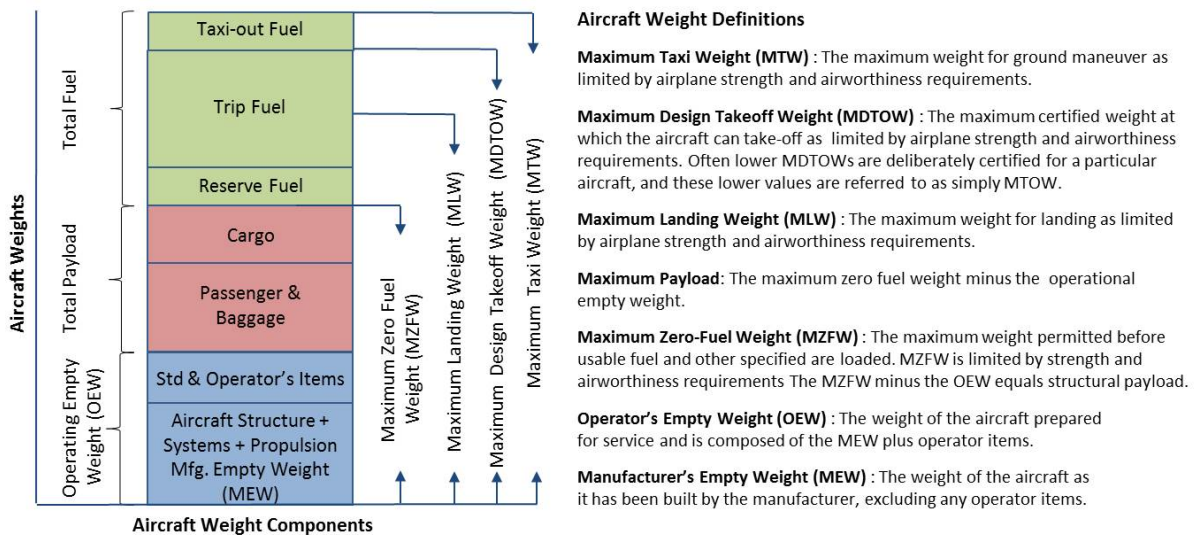 Aircraft Weights
Total Fuel
Total Payload
Operating Empty
Weight (OEW)
Taxi-out Fuel
Trip Fuel
Reserve Fuel
Cargo
Passenger &
Baggage
Std & Operator's Items
Aircraft Structure +
Systems + Propulsion
Mfg. Empty Weight
(MEW)
Maximum Zero Fuel
Weight (MZFW)
Maximum Landing Weight (MLW)
Maximum Design Takeoff Weight (MDTOW)
Maximum Taxi Weight (MTW)
Aircraft Weight Components
Aircraft Weight Definitions
Maximum Taxi Weight (MTW) : The maximum weight for ground maneuver as
limited by airplane strength and airworthiness requirements.
Maximum Design Takeoff Weight (MDTOW) : The maximum certified weight at
which the aircraft can take-off as limited by airplane strength and airworthiness
requirements. Often lower MDTOWs are deliberately certified for a particular
aircraft, and these lower values are referred to as simply MTOW.
Maximum Landing Weight (MLW) : The maximum weight for landing as limited
by airplane strength and airworthiness requirements.
Maximum Payload: The maximum zero fuel weight minus the operational
empty weight.
Maximum Zero-Fuel Weight (MZFW) : The maximum weight permitted before
usable fuel and other specified are loaded. MZFW is limited by strength and
airworthiness requirements The MZFW minus the OEW equals structural payload.
Operator's Empty Weight (OEW) : The weight of the aircraft prepared
for service and is composed of the MEW plus operator items.
Manufacturer's Empty Weight (MEW) : The weight of the aircraft as
it has been built by the manufacturer, excluding any operator items.